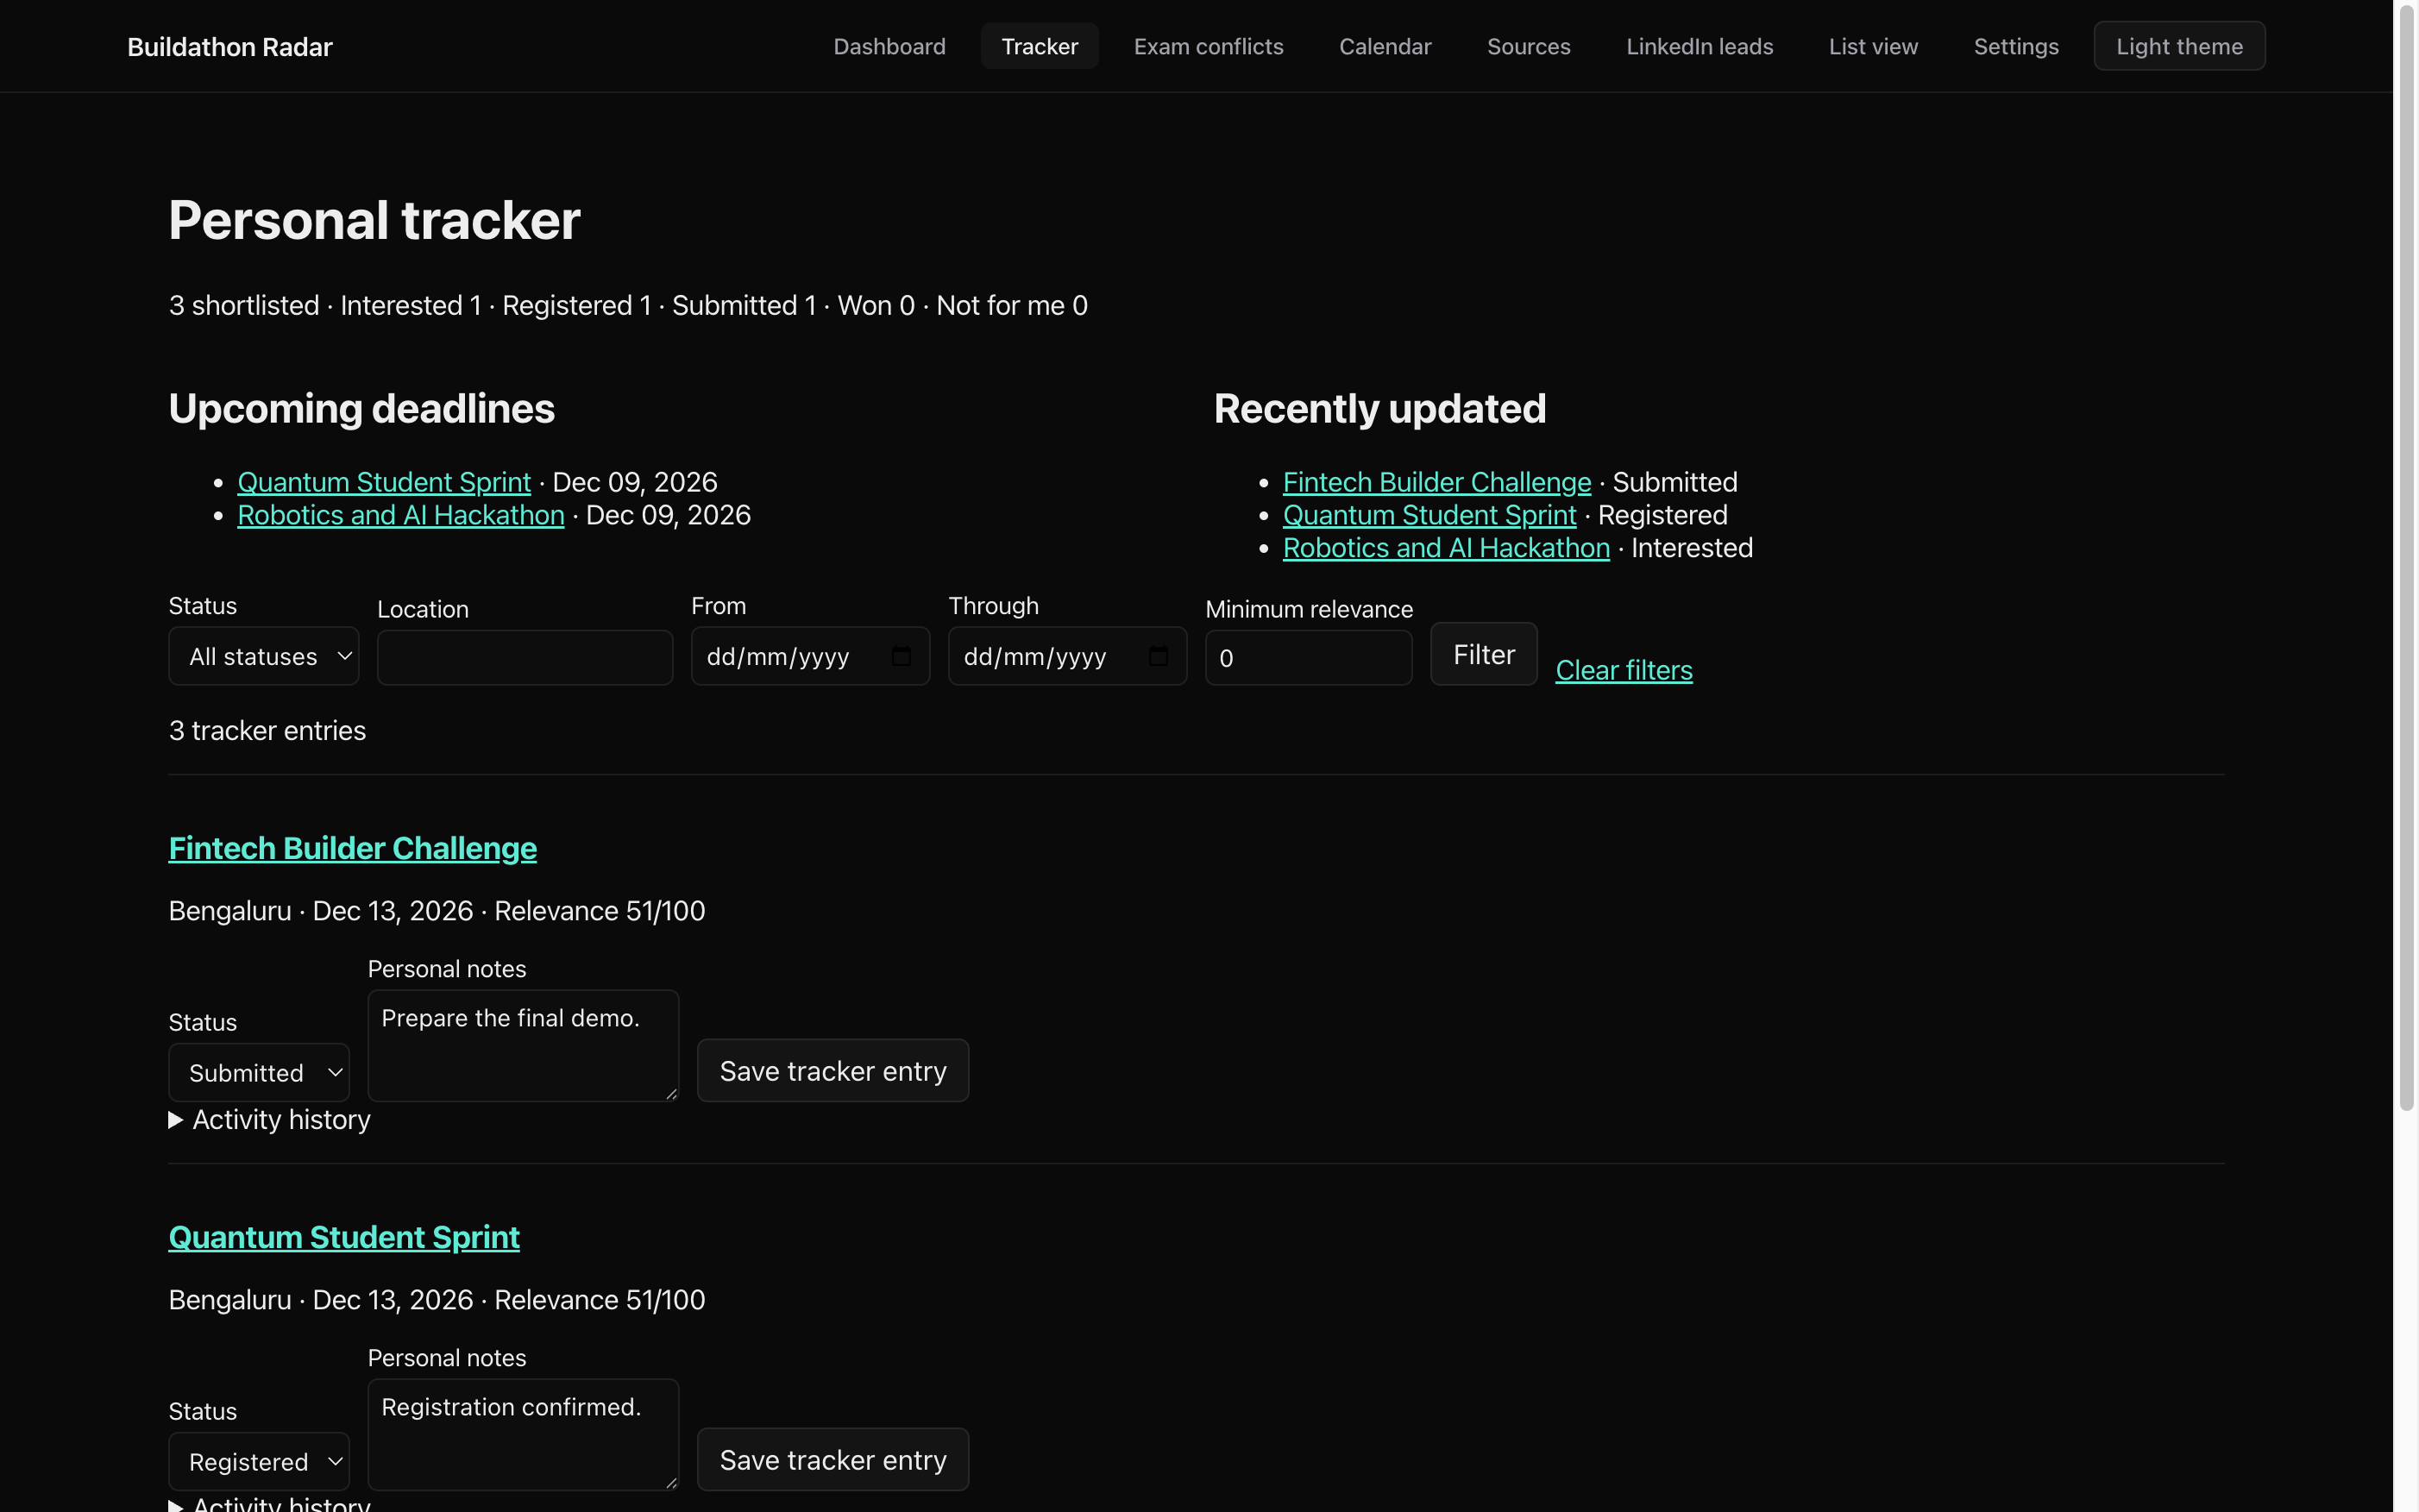 Buildathon Radar
Dashboard Tracker Exam conflicts Calendar Sources LinkedIn leads List view Settings Light theme
Personal tracker
3 shortlisted · Interested 1 · Registered 1 · Submitted 1 · Won 0 · Not for me 0
Upcoming deadlines
Quantum Student Sprint · Dec 09, 2026
Robotics and AI Hackathon · Dec 09, 2026
Recently updated
Fintech Builder Challenge · Submitted
Quantum Student Sprint · Registered
Robotics and AI Hackathon · Interested
Status Location From Through Minimum relevance
All statuses dd/mm/yyyy dd/mm/yyyy 0 Filter Clear filters
3 tracker entries
Fintech Builder Challenge
Bengaluru · Dec 13, 2026 · Relevance 51/100
Personal notes
Prepare the final demo.
Status
Submitted Save tracker entry
Activity history
Quantum Student Sprint
Bengaluru · Dec 13, 2026 · Relevance 51/100
Personal notes
Registration confirmed.
Status
Registered Save tracker entry
Activity history